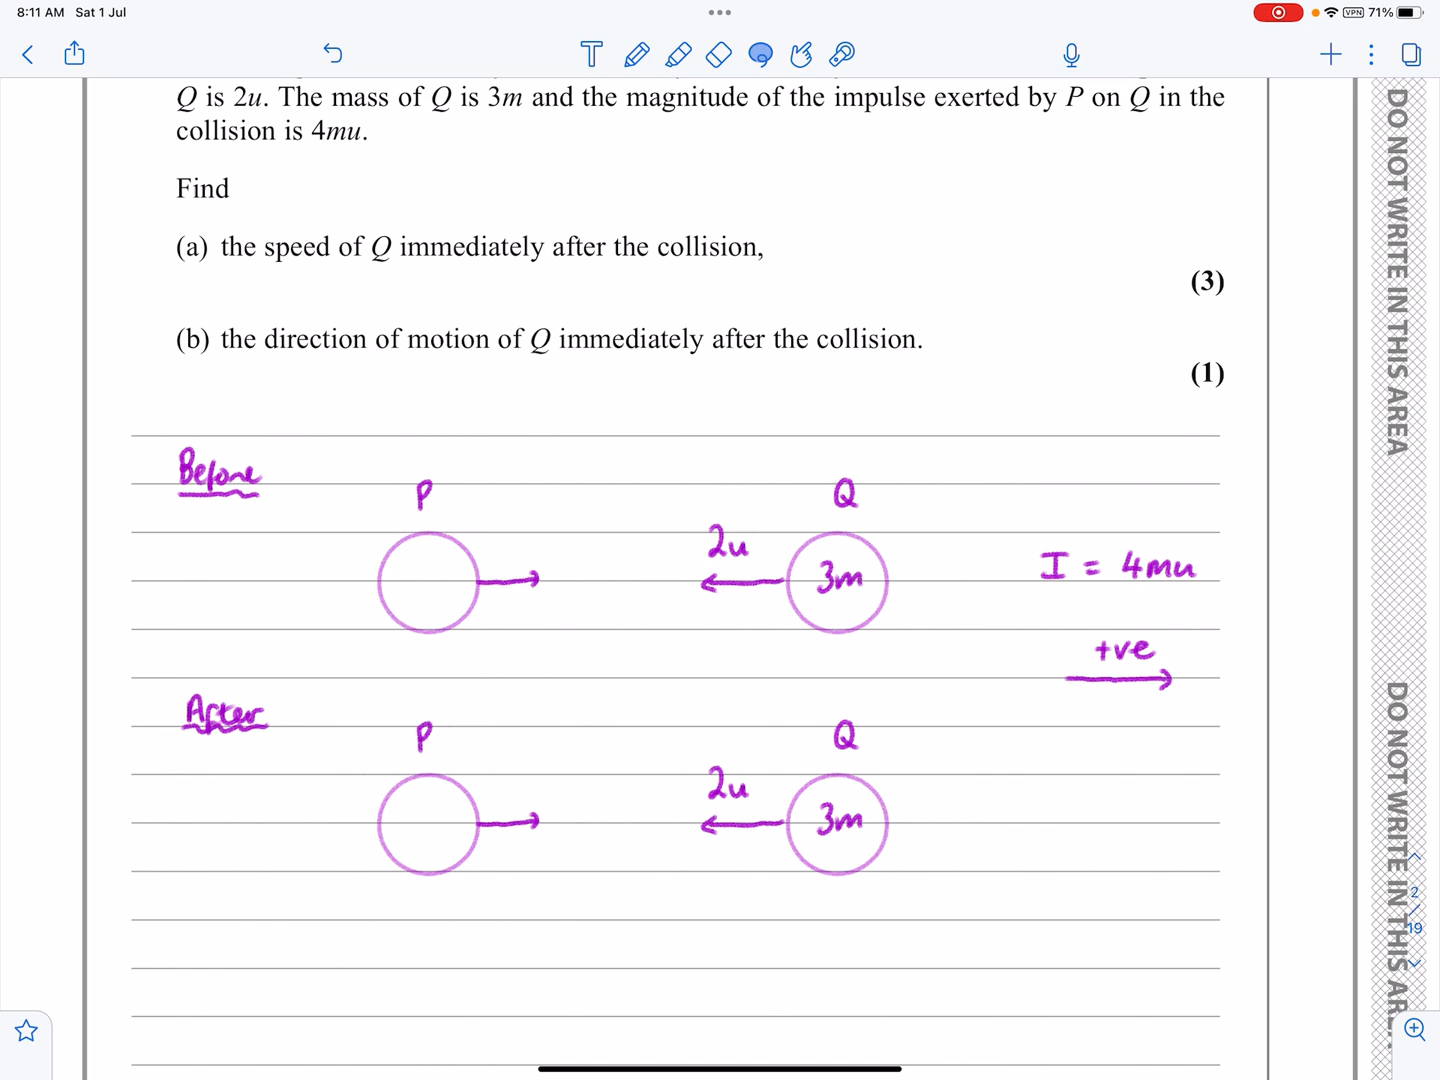 8:11 AM Sat 1 Jul
VPN 71%
Q is 2u. The mass of Q is 3m and the magnitude of the impulse exerted by P on Q in the
collision is 4mu.
Find
(a) the speed of Q immediately after the collision,
(3)
(b) the direction of motion of Q immediately after the collision.
(1)
Before
P
Q
2u
3m
I = 4mu
+ve
After
P
Q
2u
3m
DO NOT WRITE IN THIS AREA
DO NOT WRITE IN THIS AR
2
19